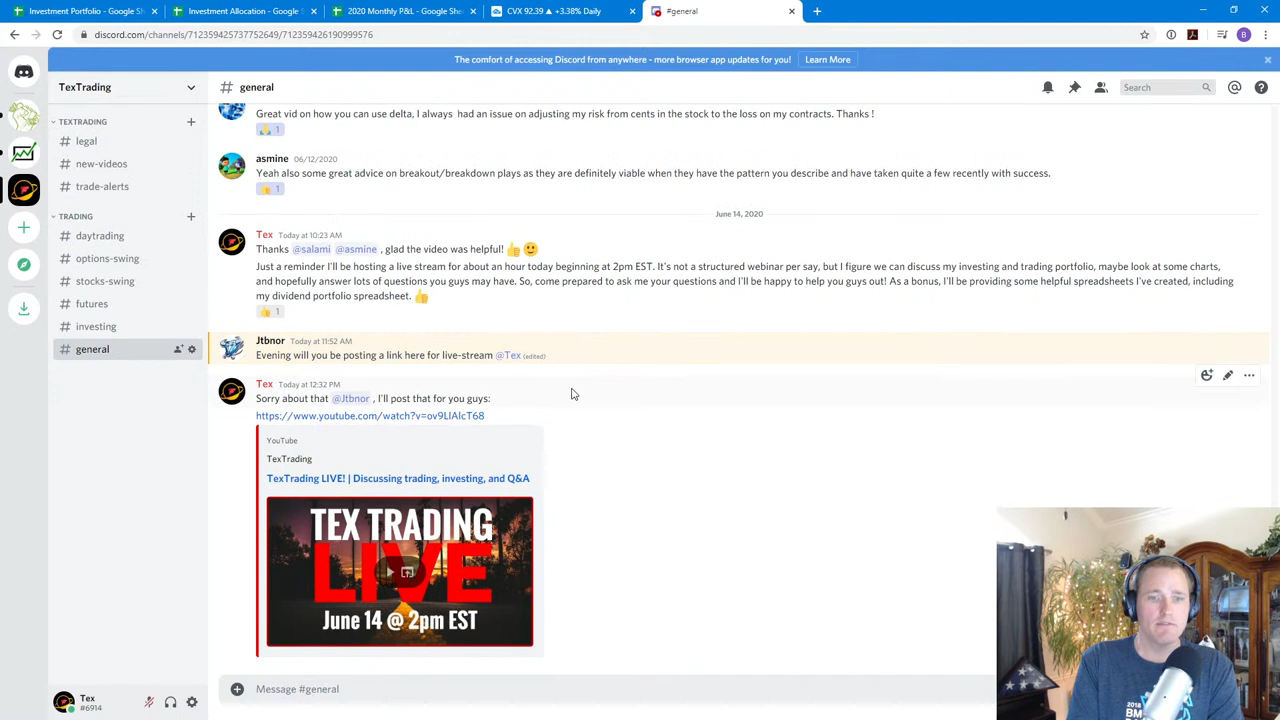 Investment Portfolio - Google Sh
Investment Allocation - Google S
2020 Monthly P&L - Google She
CVX 92.39 ▲ +3.38% Daily
#general
discord.com/channels/712359425737752649/712359426190999576
The comfort of accessing Discord from anywhere - more browser app updates for you!
Learn More
TexTrading
# general
Search
TEXTRADING
# legal
# new-videos
# trade-alerts
TRADING
# daytrading
# options-swing
# stocks-swing
# futures
# investing
# general
Great vid on how you can use delta, I always had an issue on adjusting my risk from cents in the stock to the loss on my contracts. Thanks !
1
asmine 06/12/2020
Yeah also some great advice on breakout/breakdown plays as they are definitely viable when they have the pattern you describe and have taken quite a few recently with success.
1
June 14, 2020
Tex Today at 10:23 AM
Thanks @salami @asmine , glad the video was helpful!
Just a reminder I'll be hosting a live stream for about an hour today beginning at 2pm EST. It's not a structured webinar per say, but I figure we can discuss my investing and trading portfolio, maybe look at some charts,
and hopefully answer lots of questions you guys may have. So, come prepared to ask me your questions and I'll be happy to help you guys out! As a bonus, I'll be providing some helpful spreadsheets I've created, including
my dividend portfolio spreadsheet.
1
Jtbnor Today at 11:52 AM
Evening will you be posting a link here for live-stream @Tex (edited)
Tex Today at 12:32 PM
Sorry about that @Jtbnor , I'll post that for you guys:
https://www.youtube.com/watch?v=ov9LlAlcT68
YouTube
TexTrading
TexTrading LIVE! | Discussing trading, investing, and Q&A
TEX TRADING
LIVE
June 14 @ 2pm EST
Message #general
Tex
#6914
2018
BM